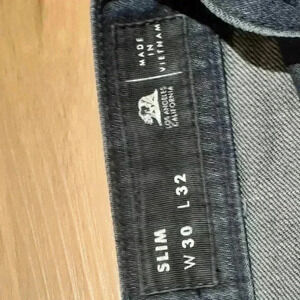 SLIM
W 30 L 32
LOS ANGELES
CALIFORNIA
MADE
IN
VIETNAM